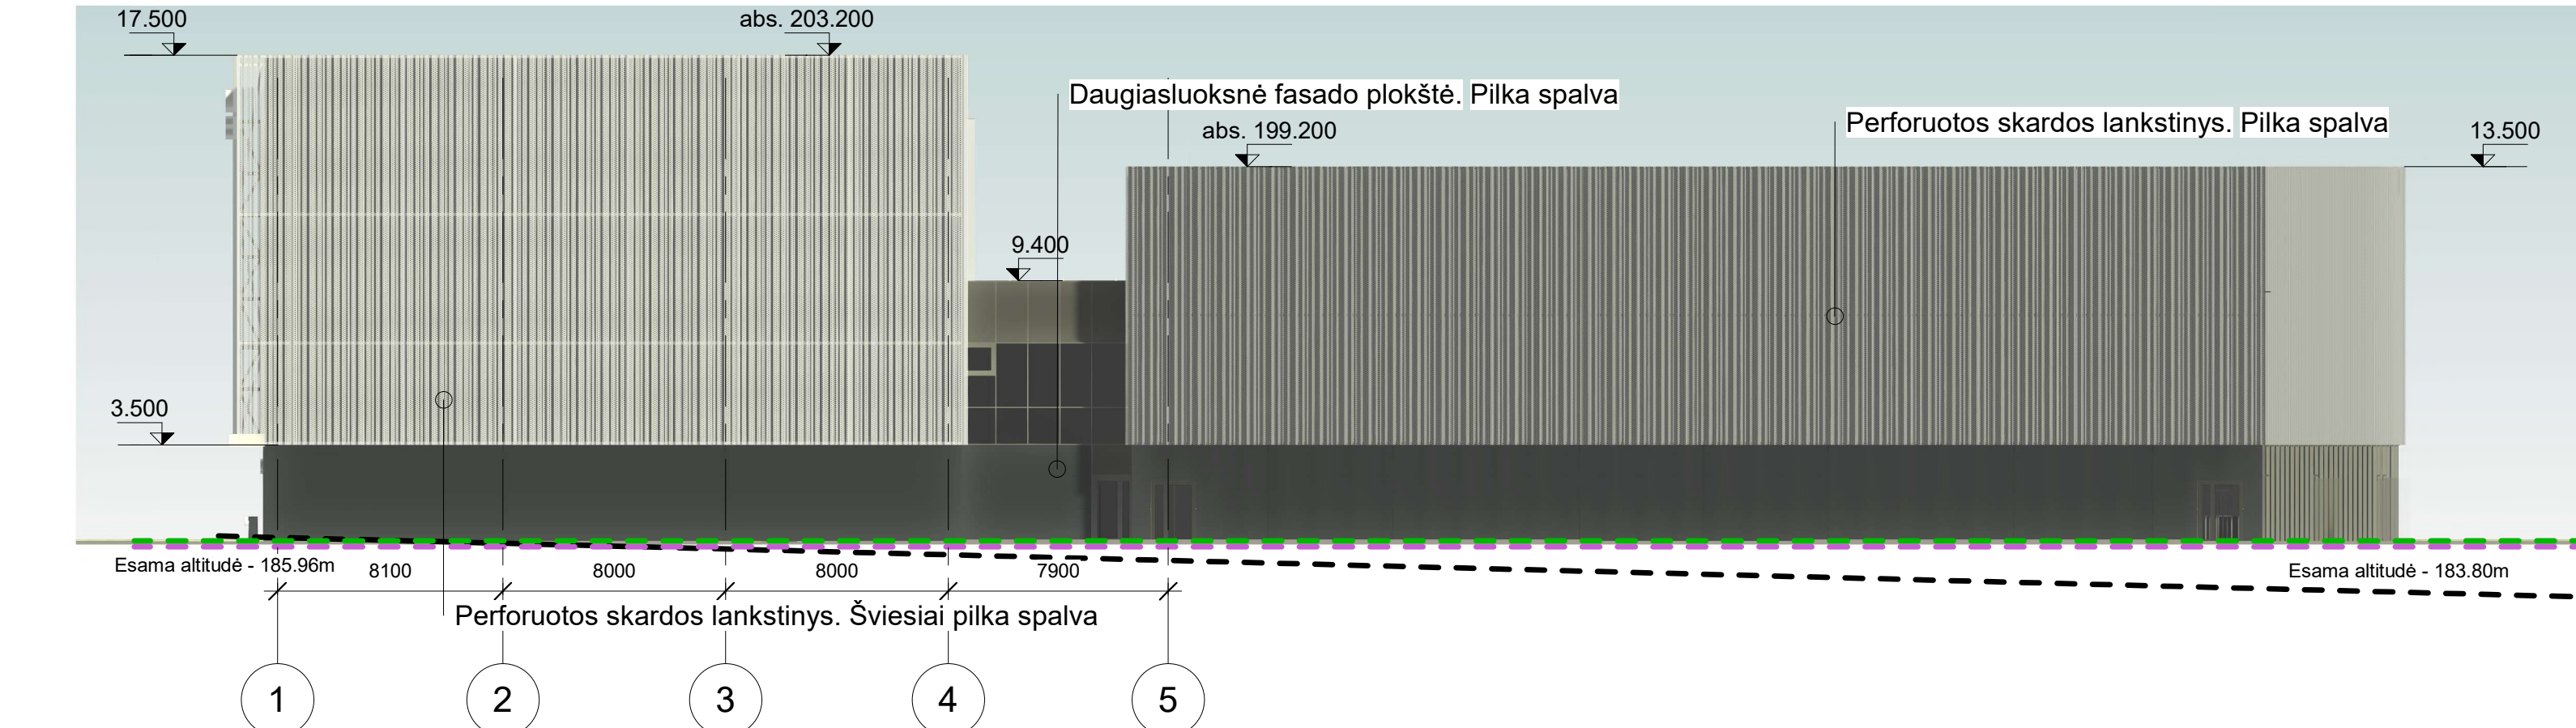 17.500
abs. 203.200
Daugiasluoksnė fasado plokštė. Pilka spalva
Perforuotos skardos lankstinys. Pilka spalva
abs. 199.200
13.500
9.400
3.500
Esama altitudė - 185.96m
8100
8000
8000
7900
Esama altitudė - 183.80m
Perforuotos skardos lankstinys. Šviesiai pilka spalva
1
2
3
4
5